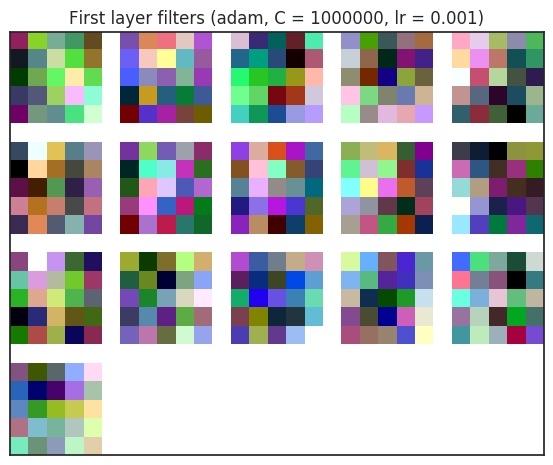 First layer filters (adam, C = 1000000, lr = 0.001)